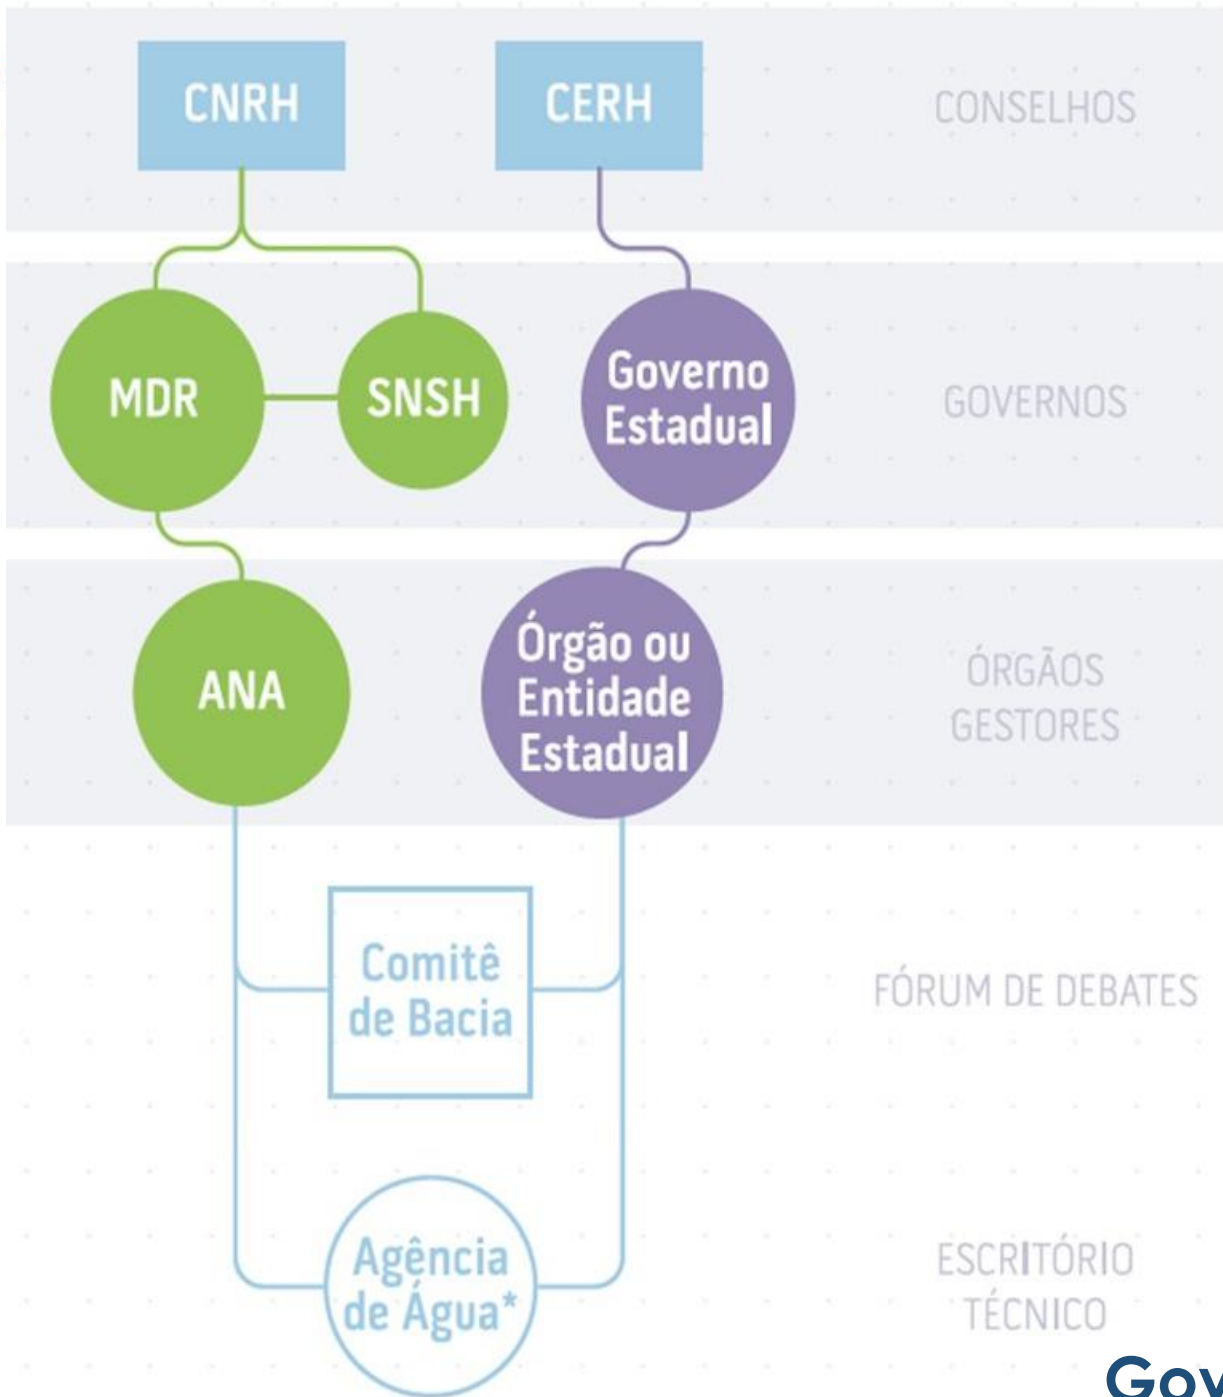 CNRH
CERH
CONSELHOS
MDR
SNSH
Governo
Estadual
GOVERNOS
ANA
Órgão ou
Entidade
Estadual
ÓRGÃOS
GESTORES
Comitê
de Bacia
FÓRUM DE DEBATES
Agência
de Água*
ESCRITÓRIO
TÉCNICO
Gov